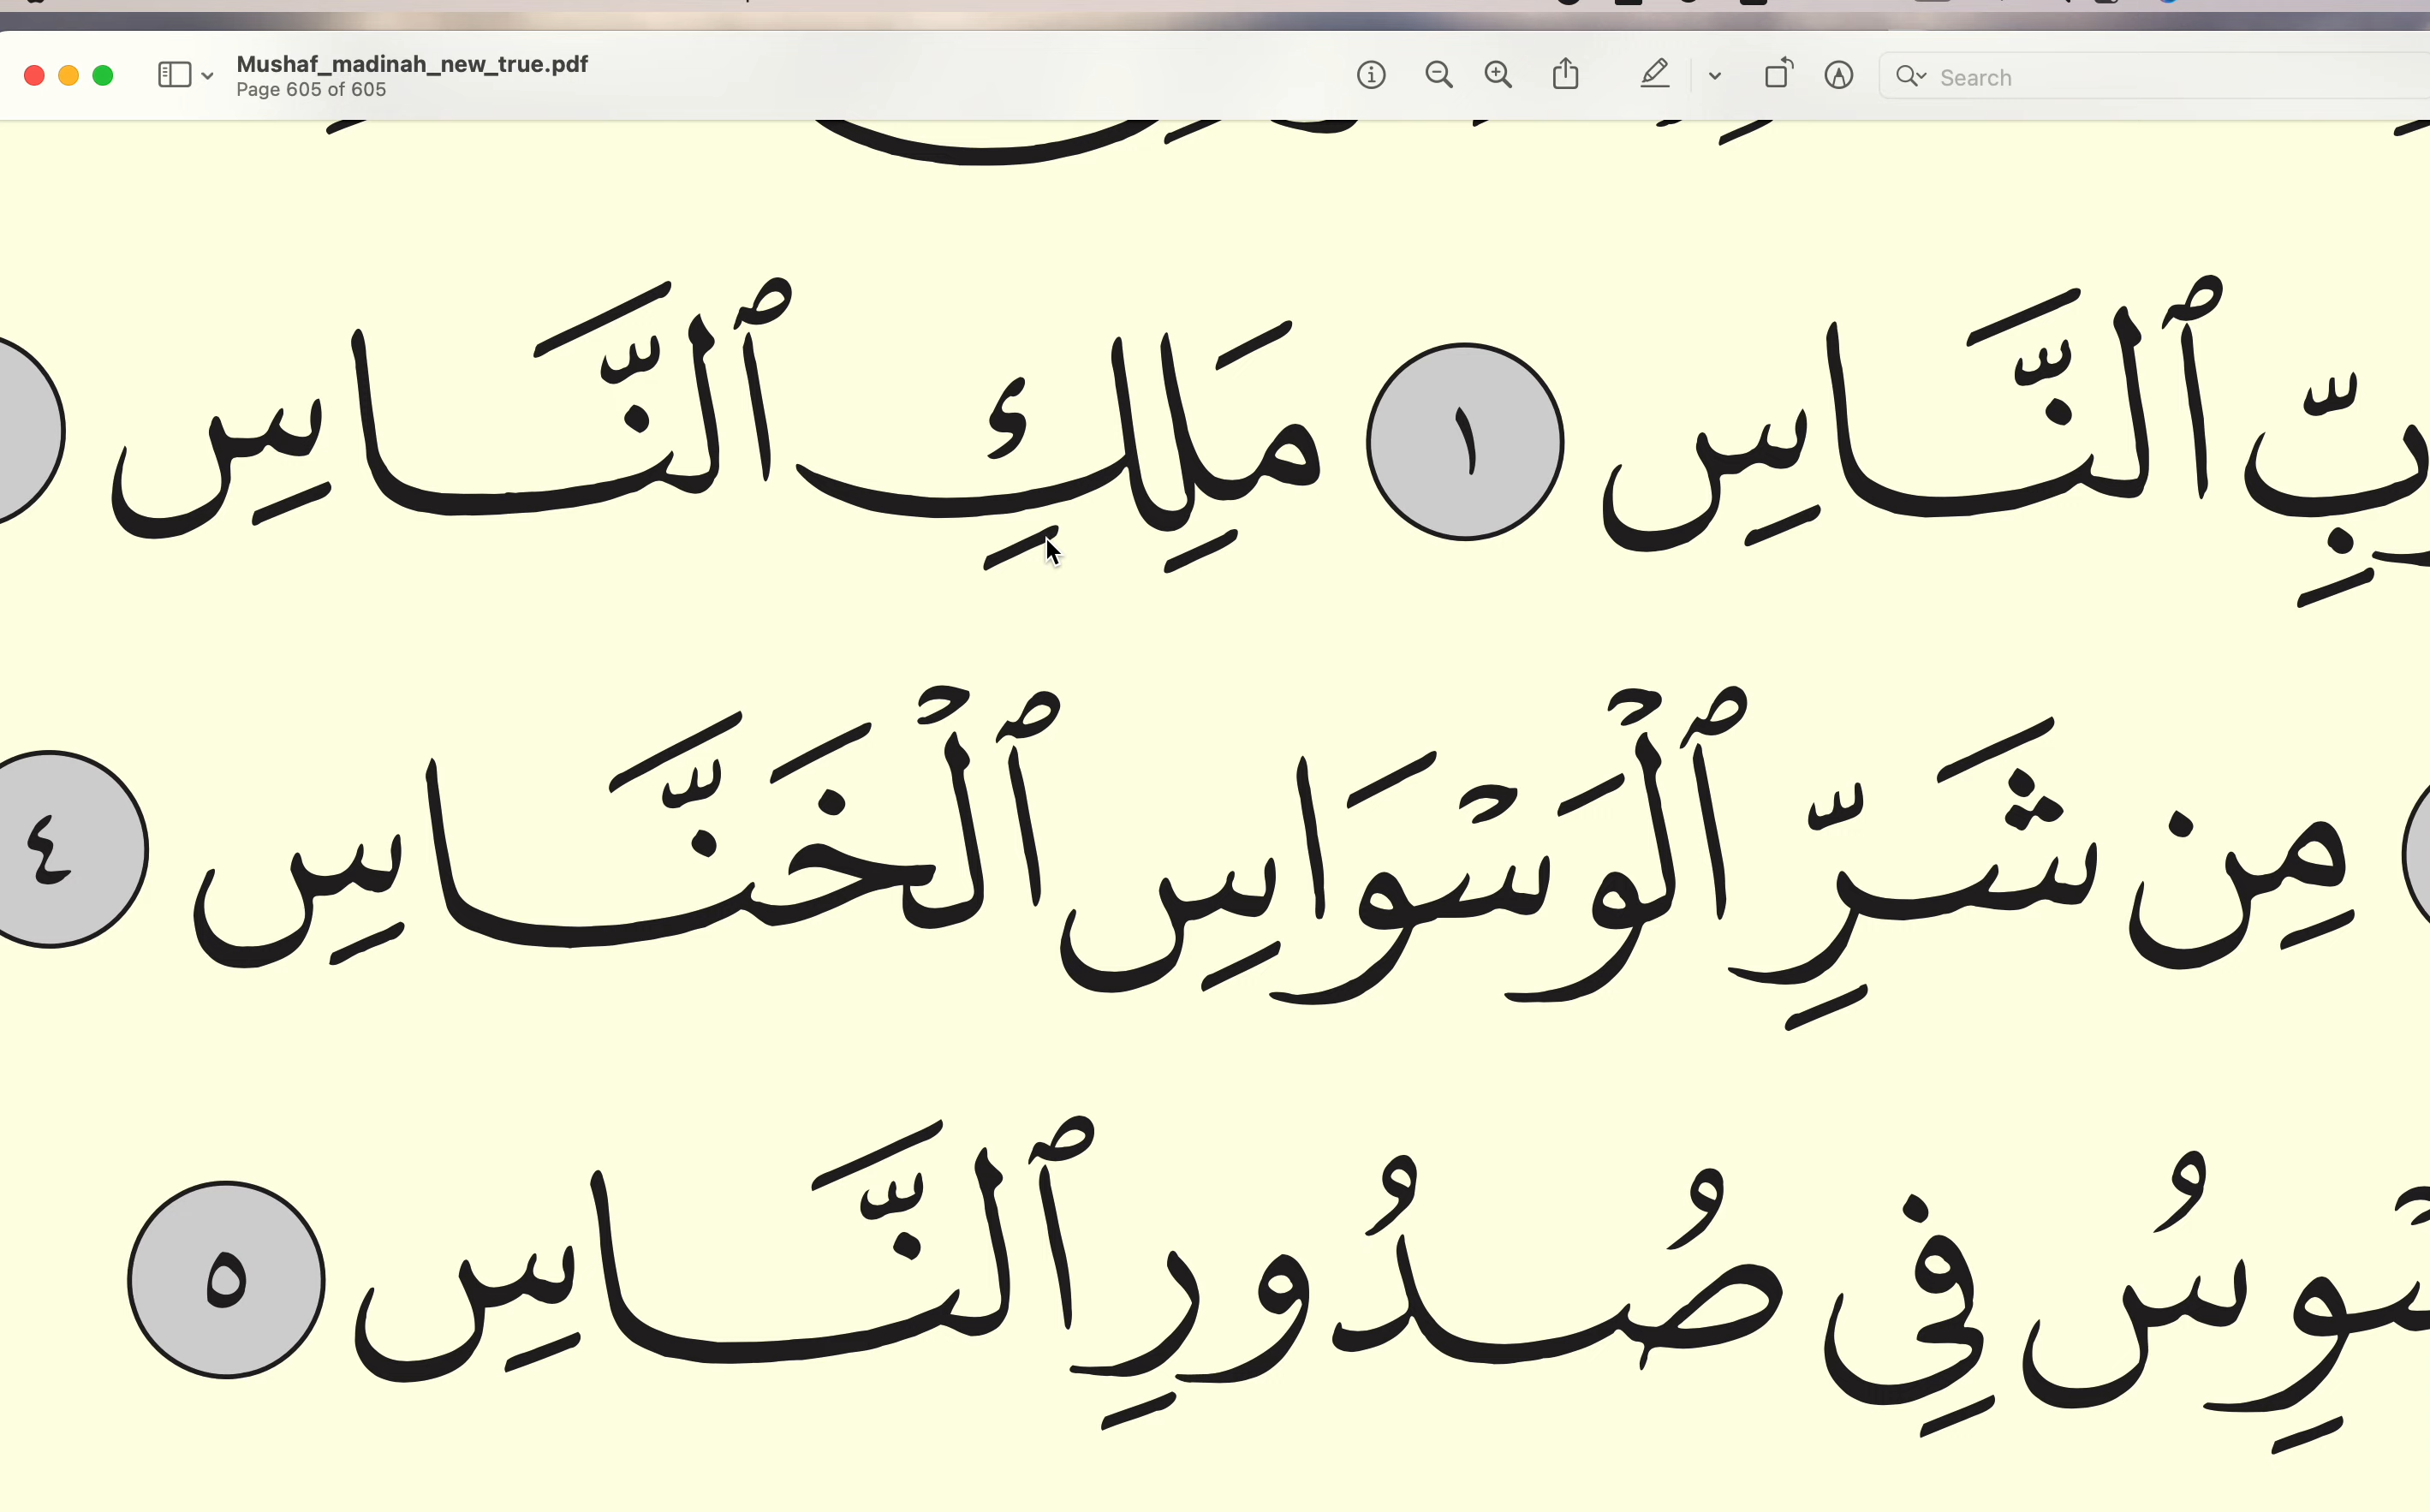 Mushaf_madinah_new_true.pdf
Page 605 of 605
Search
بِّ ٱلنَّاسِ ١ مَلِكِ ٱلنَّاسِ
مِن شَرِّ ٱلْوَسْوَاسِ ٱلْخَنَّاسِ ٤
وِسُ فِي صُدُورِ ٱلنَّاسِ ٥